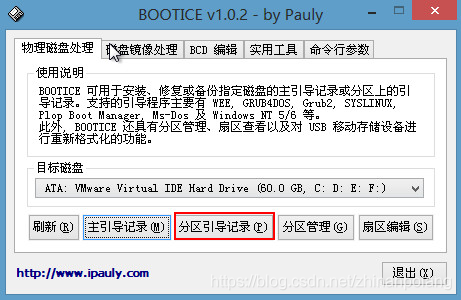 BOOTICE v1.0.2 - by Pauly
物理磁盘处理 磁盘镜像处理 BCD 编辑 实用工具 命令行参数
使用说明
BOOTICE 可用于安装、修复或备份指定磁盘的主引导记录或分区上的引
导记录。支持的引导程序主要有 WEE, GRUB4DOS, Grub2, SYSLINUX,
Plop Boot Manager, Ms-Dos 及 Windows NT 5/6 等。
此外, BOOTICE 还具有分区管理、扇区查看以及对 USB 移动存储设备进
行重新格式化的功能。
目标磁盘
ATA: VMware Virtual IDE Hard Drive (60.0 GB, C: D: E: F:)
刷新(R) 主引导记录(M) 分区引导记录(P) 分区管理(G) 扇区编辑(S)
http://www.ipauly.com 退出(X)
https://blog.csdn.net/zhinanpolang